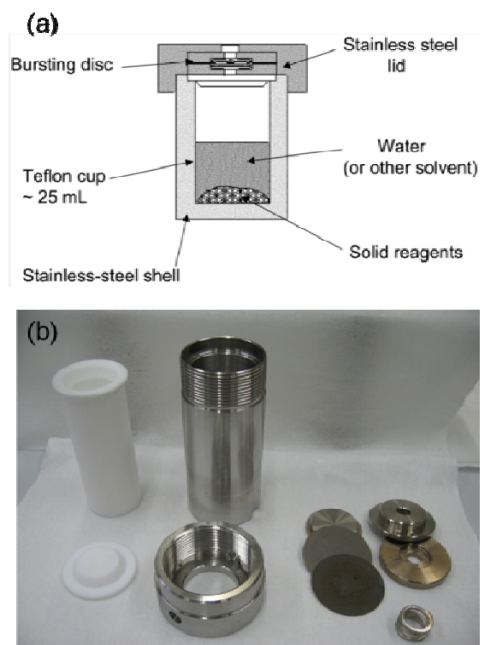 (a)
Bursting disc
Stainless steel
lid
Teflon cup
~ 25 mL
Water
(or other solvent)
Solid reagents
Stainless-steel shell
(b)